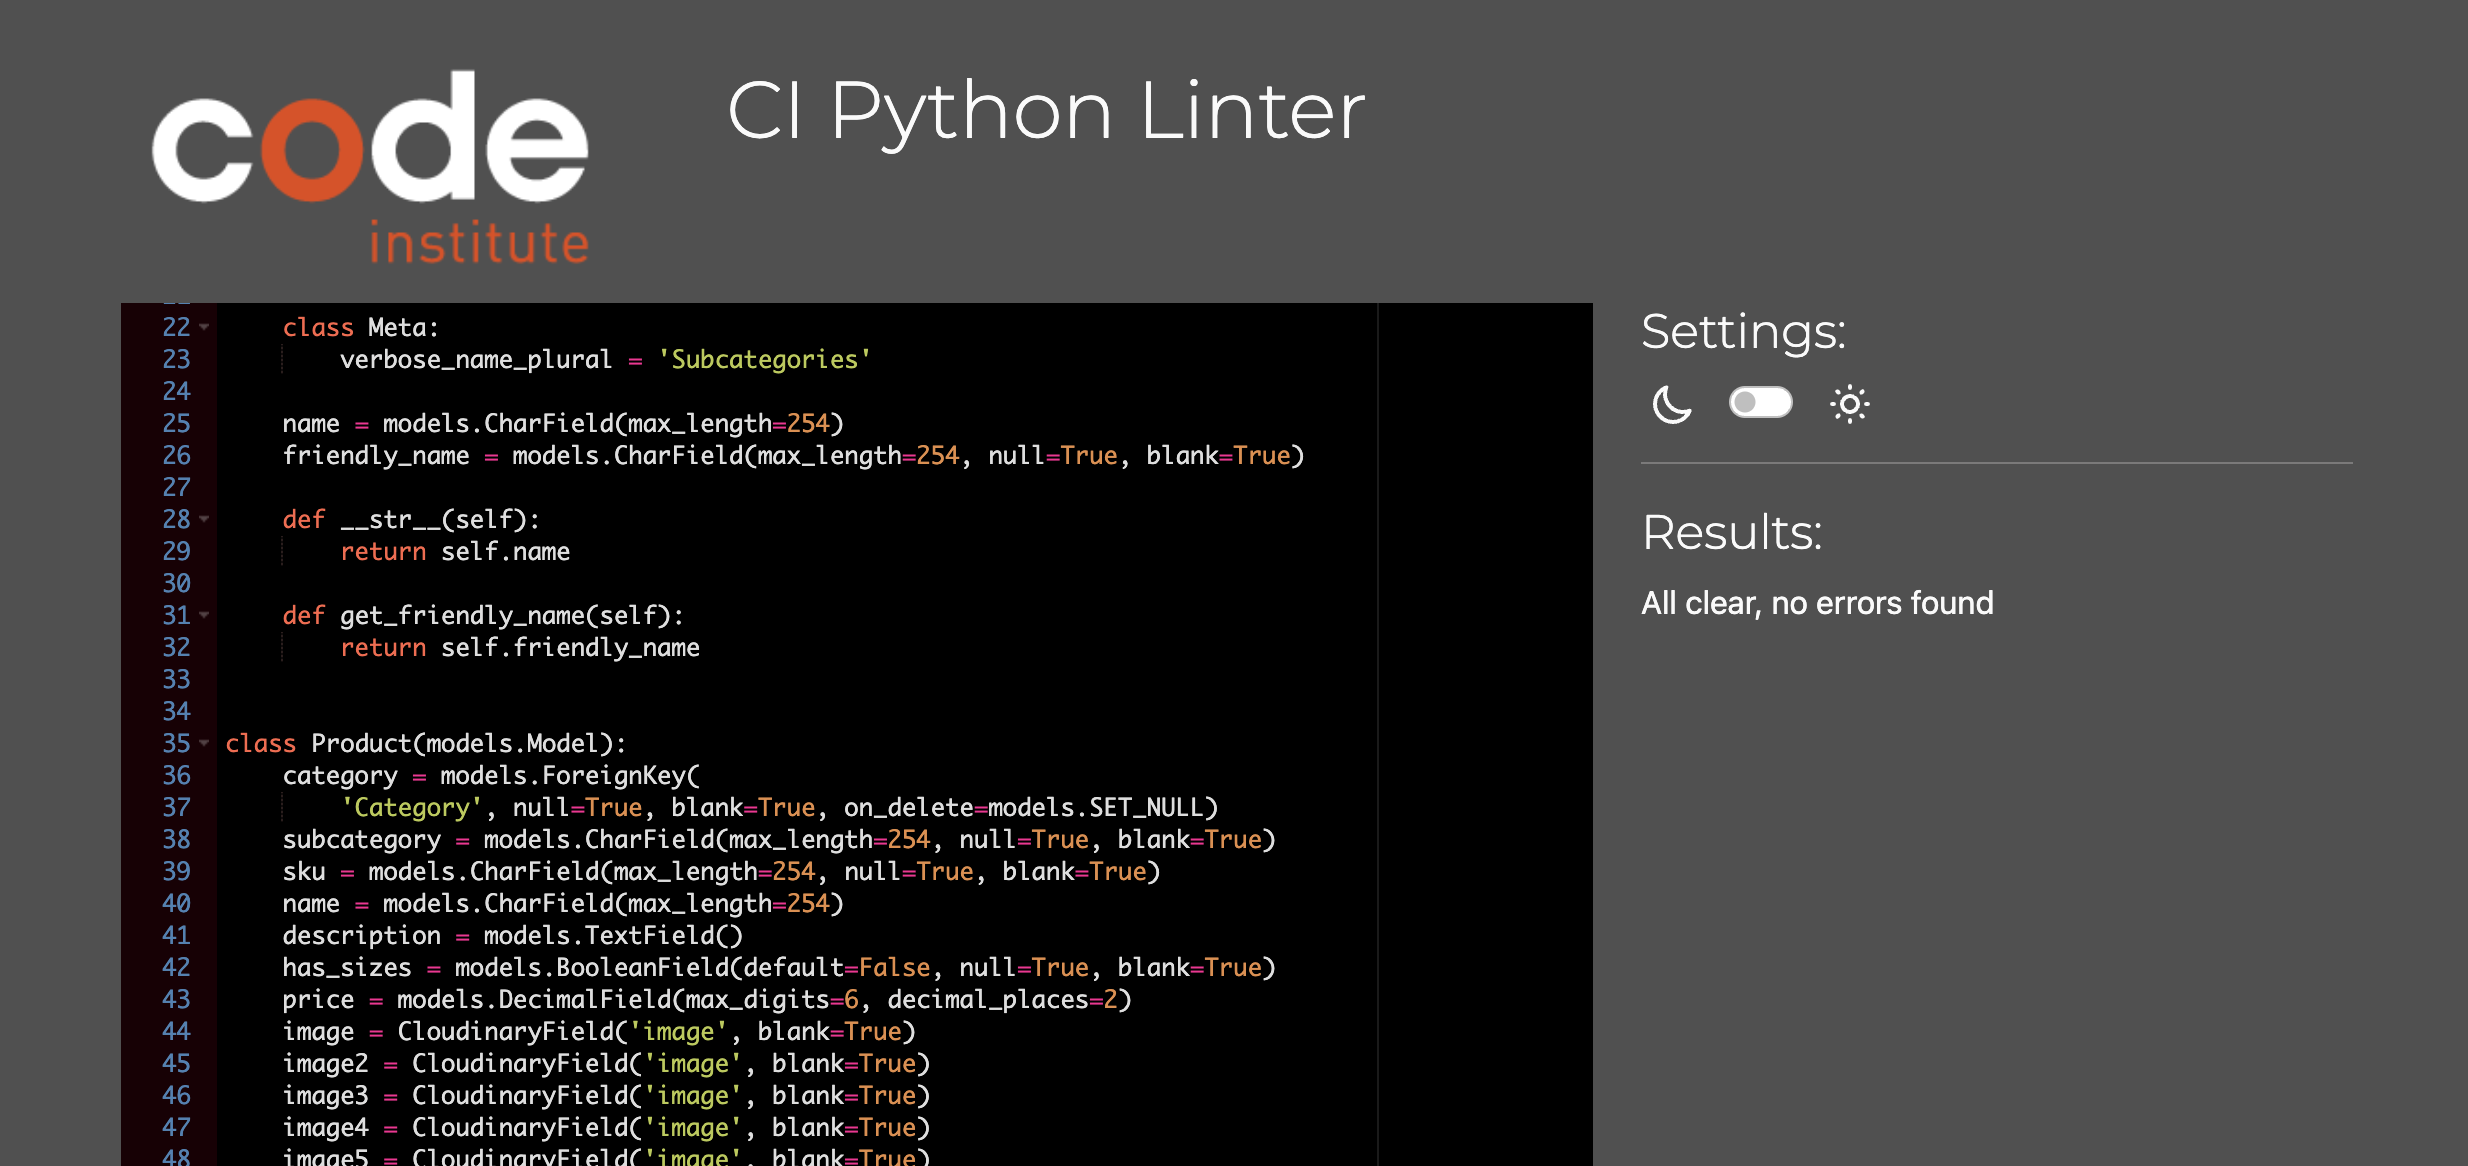 code
institute
CI Python Linter
22 class Meta:
23 verbose_name_plural = 'Subcategories'
24
25 name = models.CharField(max_length=254)
26 friendly_name = models.CharField(max_length=254, null=True, blank=True)
27
28 def __str__(self):
29 return self.name
30
31 def get_friendly_name(self):
32 return self.friendly_name
33
34
35 class Product(models.Model):
36 category = models.ForeignKey(
37 'Category', null=True, blank=True, on_delete=models.SET_NULL)
38 subcategory = models.CharField(max_length=254, null=True, blank=True)
39 sku = models.CharField(max_length=254, null=True, blank=True)
40 name = models.CharField(max_length=254)
41 description = models.TextField()
42 has_sizes = models.BooleanField(default=False, null=True, blank=True)
43 price = models.DecimalField(max_digits=6, decimal_places=2)
44 image = CloudinaryField('image', blank=True)
45 image2 = CloudinaryField('image', blank=True)
46 image3 = CloudinaryField('image', blank=True)
47 image4 = CloudinaryField('image', blank=True)
48 image5 = CloudinaryField('image', blank=True)
Settings:
Results:
All clear, no errors found